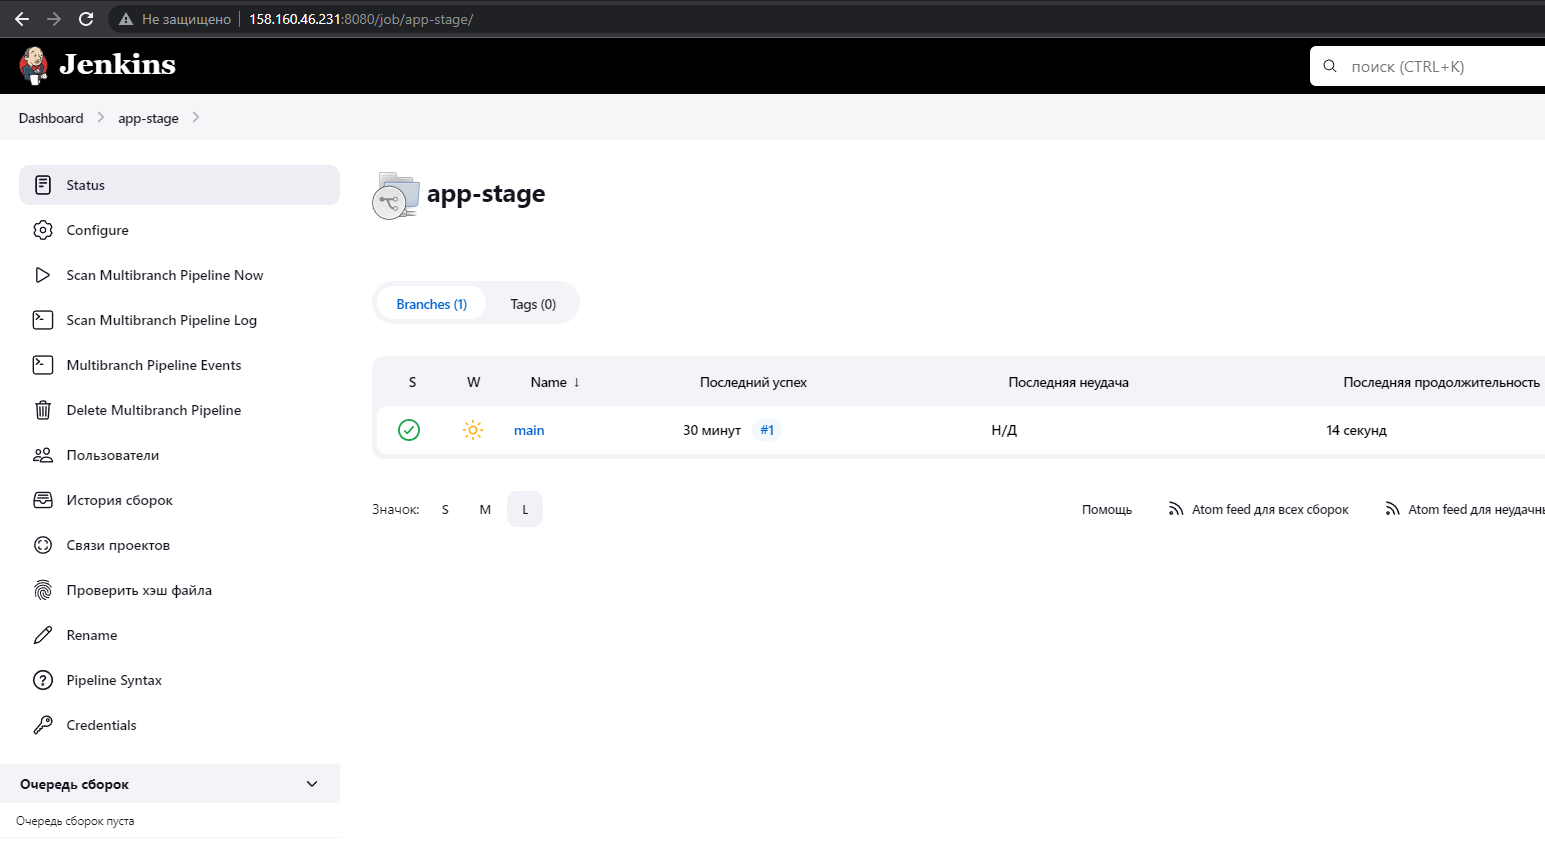 Не защищено 158.160.46.231:8080/job/app-stage/
Jenkins
поиск (CTRL+K)
Dashboard app-stage
Status
Configure
Scan Multibranch Pipeline Now
Scan Multibranch Pipeline Log
Multibranch Pipeline Events
Delete Multibranch Pipeline
Пользователи
История сборок
Связи проектов
Проверить хэш файла
Rename
Pipeline Syntax
Credentials
Очередь сборок
Очередь сборок пуста
app-stage
Branches (1) Tags (0)
S W Name ↓ Последний успех Последняя неудача Последняя продолжительность
main 30 минут #1 Н/Д 14 секунд
Значок: S M L Помощь Atom feed для всех сборок Atom feed для